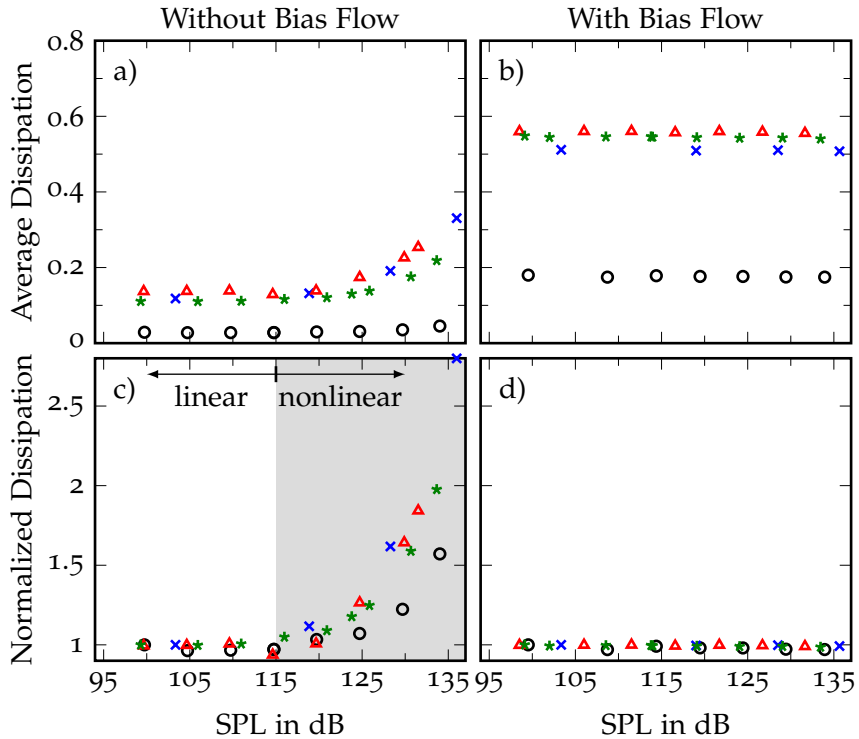 Without Bias Flow
With Bias Flow
Average Dissipation
0.8
0.6
0.4
0.2
0
a)
b)
Normalized Dissipation
2.5
2
1.5
1
c)
linear
nonlinear
d)
95
105
115
125
135
95
105
115
125
135
SPL in dB
SPL in dB